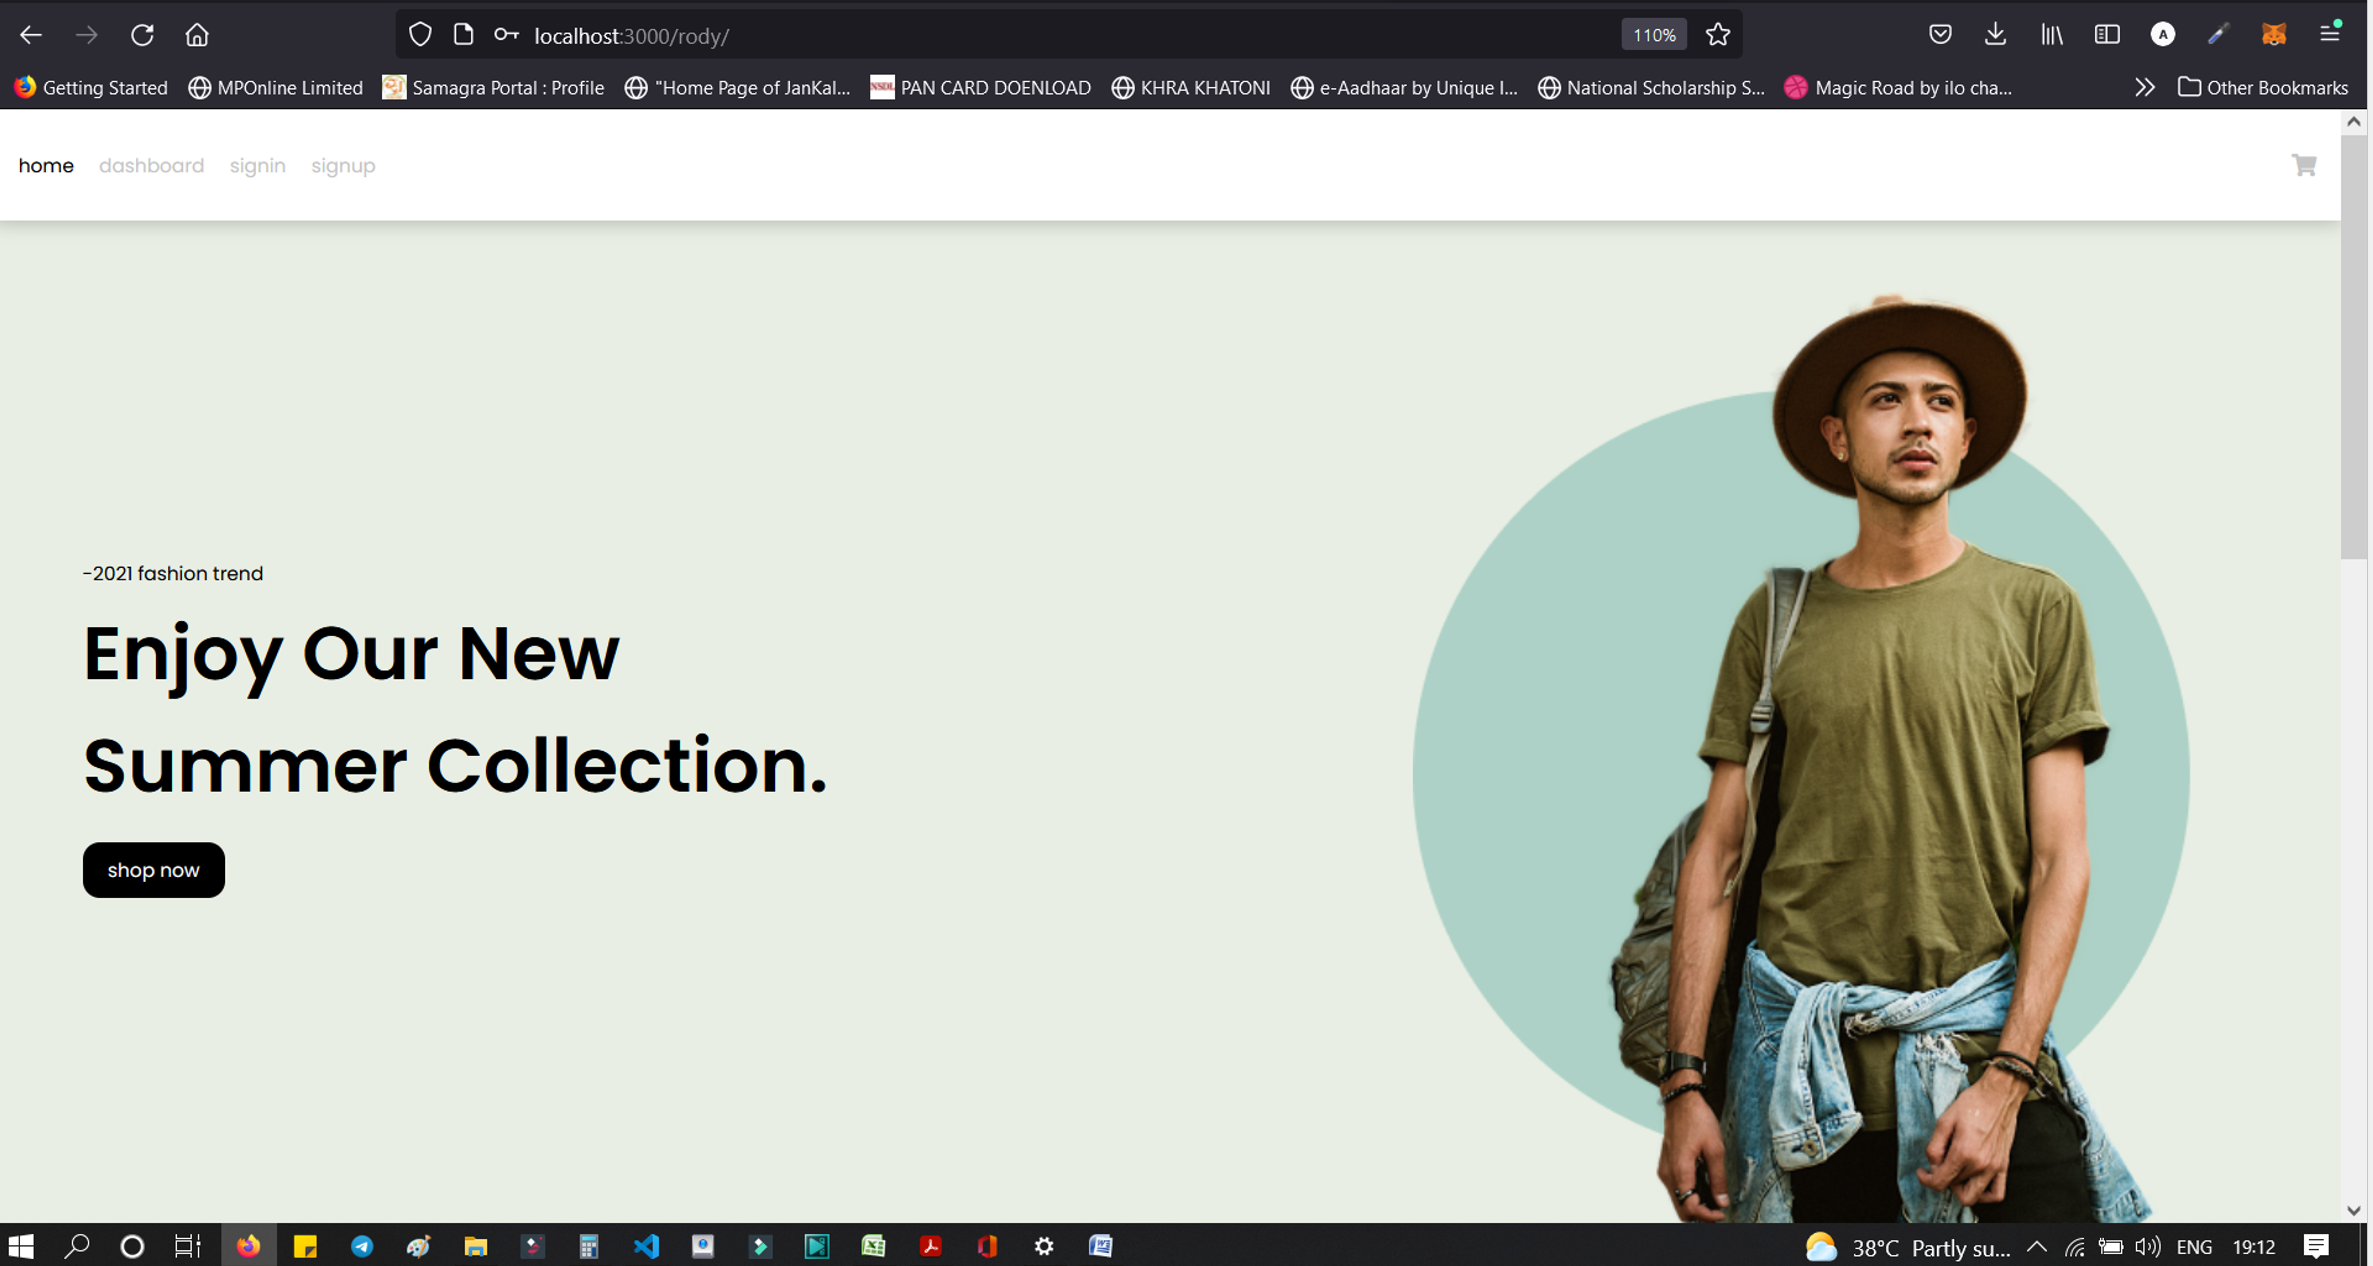 localhost:3000/rody/
110%
A
Getting Started
MPOnline Limited
Samagra Portal : Profile
"Home Page of JanKal...
NSDL
PAN CARD DOENLOAD
KHRA KHATONI
e-Aadhaar by Unique I...
National Scholarship S...
Magic Road by ilo cha...
Other Bookmarks
home
dashboard
signin
signup
-2021 fashion trend
Enjoy Our New
Summer Collection.
shop now
38°C Partly su...
ENG
19:12